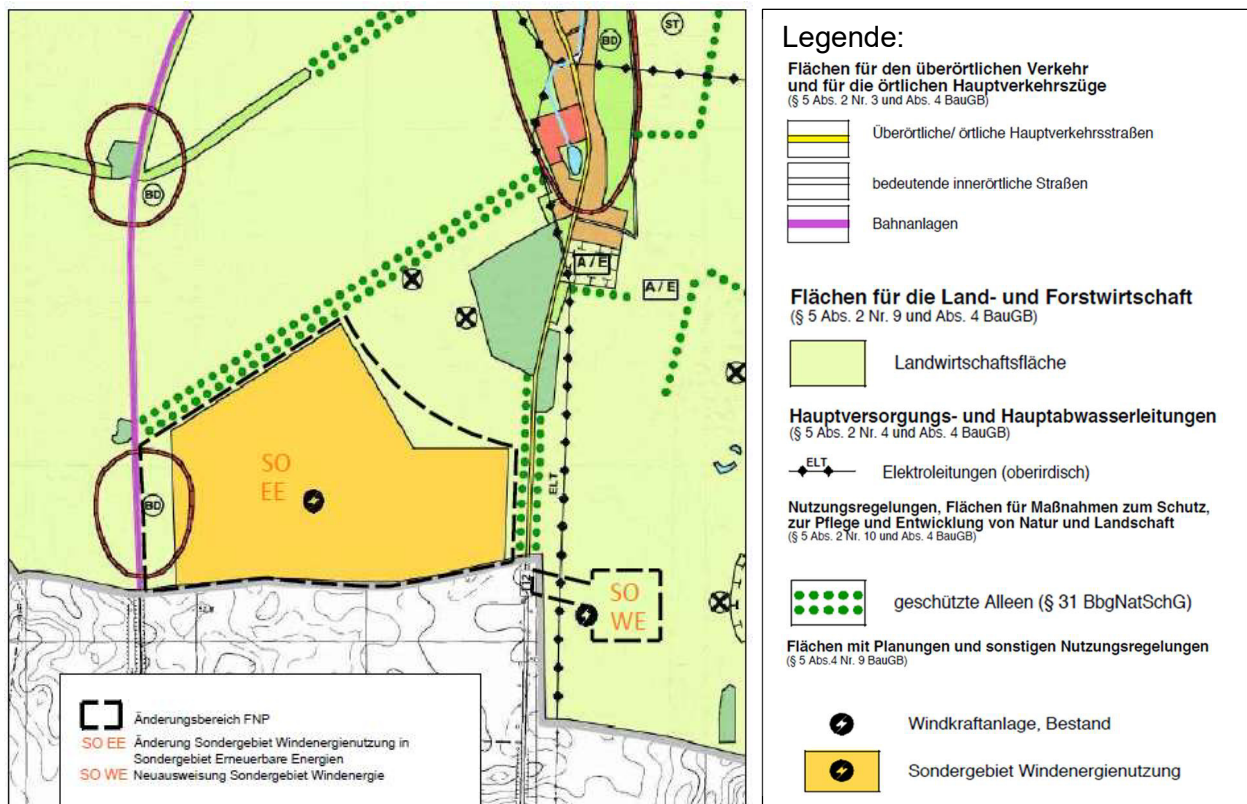 ST
BD
BD
A / E
A / E
SO
EE
BD
ELT
L12
SO
WE
Änderungsbereich FNP
SO EE Änderung Sondergebiet Windenergienutzung in
Sondergebiet Erneuerbare Energien
SO WE Neuausweisung Sondergebiet Windenergie
Legende:
Flächen für den überörtlichen Verkehr
und für die örtlichen Hauptverkehrszüge
(§ 5 Abs. 2 Nr. 3 und Abs. 4 BauGB)
Überörtliche/ örtliche Hauptverkehrsstraßen
bedeutende innerörtliche Straßen
Bahnanlagen
Flächen für die Land- und Forstwirtschaft
(§ 5 Abs. 2 Nr. 9 und Abs. 4 BauGB)
Landwirtschaftsfläche
Hauptversorgungs- und Hauptabwasserleitungen
(§ 5 Abs. 2 Nr. 4 und Abs. 4 BauGB)
ELT
Elektroleitungen (oberirdisch)
Nutzungsregelungen, Flächen für Maßnahmen zum Schutz,
zur Pflege und Entwicklung von Natur und Landschaft
(§ 5 Abs. 2 Nr. 10 und Abs. 4 BauGB)
geschützte Alleen (§ 31 BbgNatSchG)
Flächen mit Planungen und sonstigen Nutzungsregelungen
(§ 5 Abs.4 Nr. 9 BauGB)
Windkraftanlage, Bestand
Sondergebiet Windenergienutzung